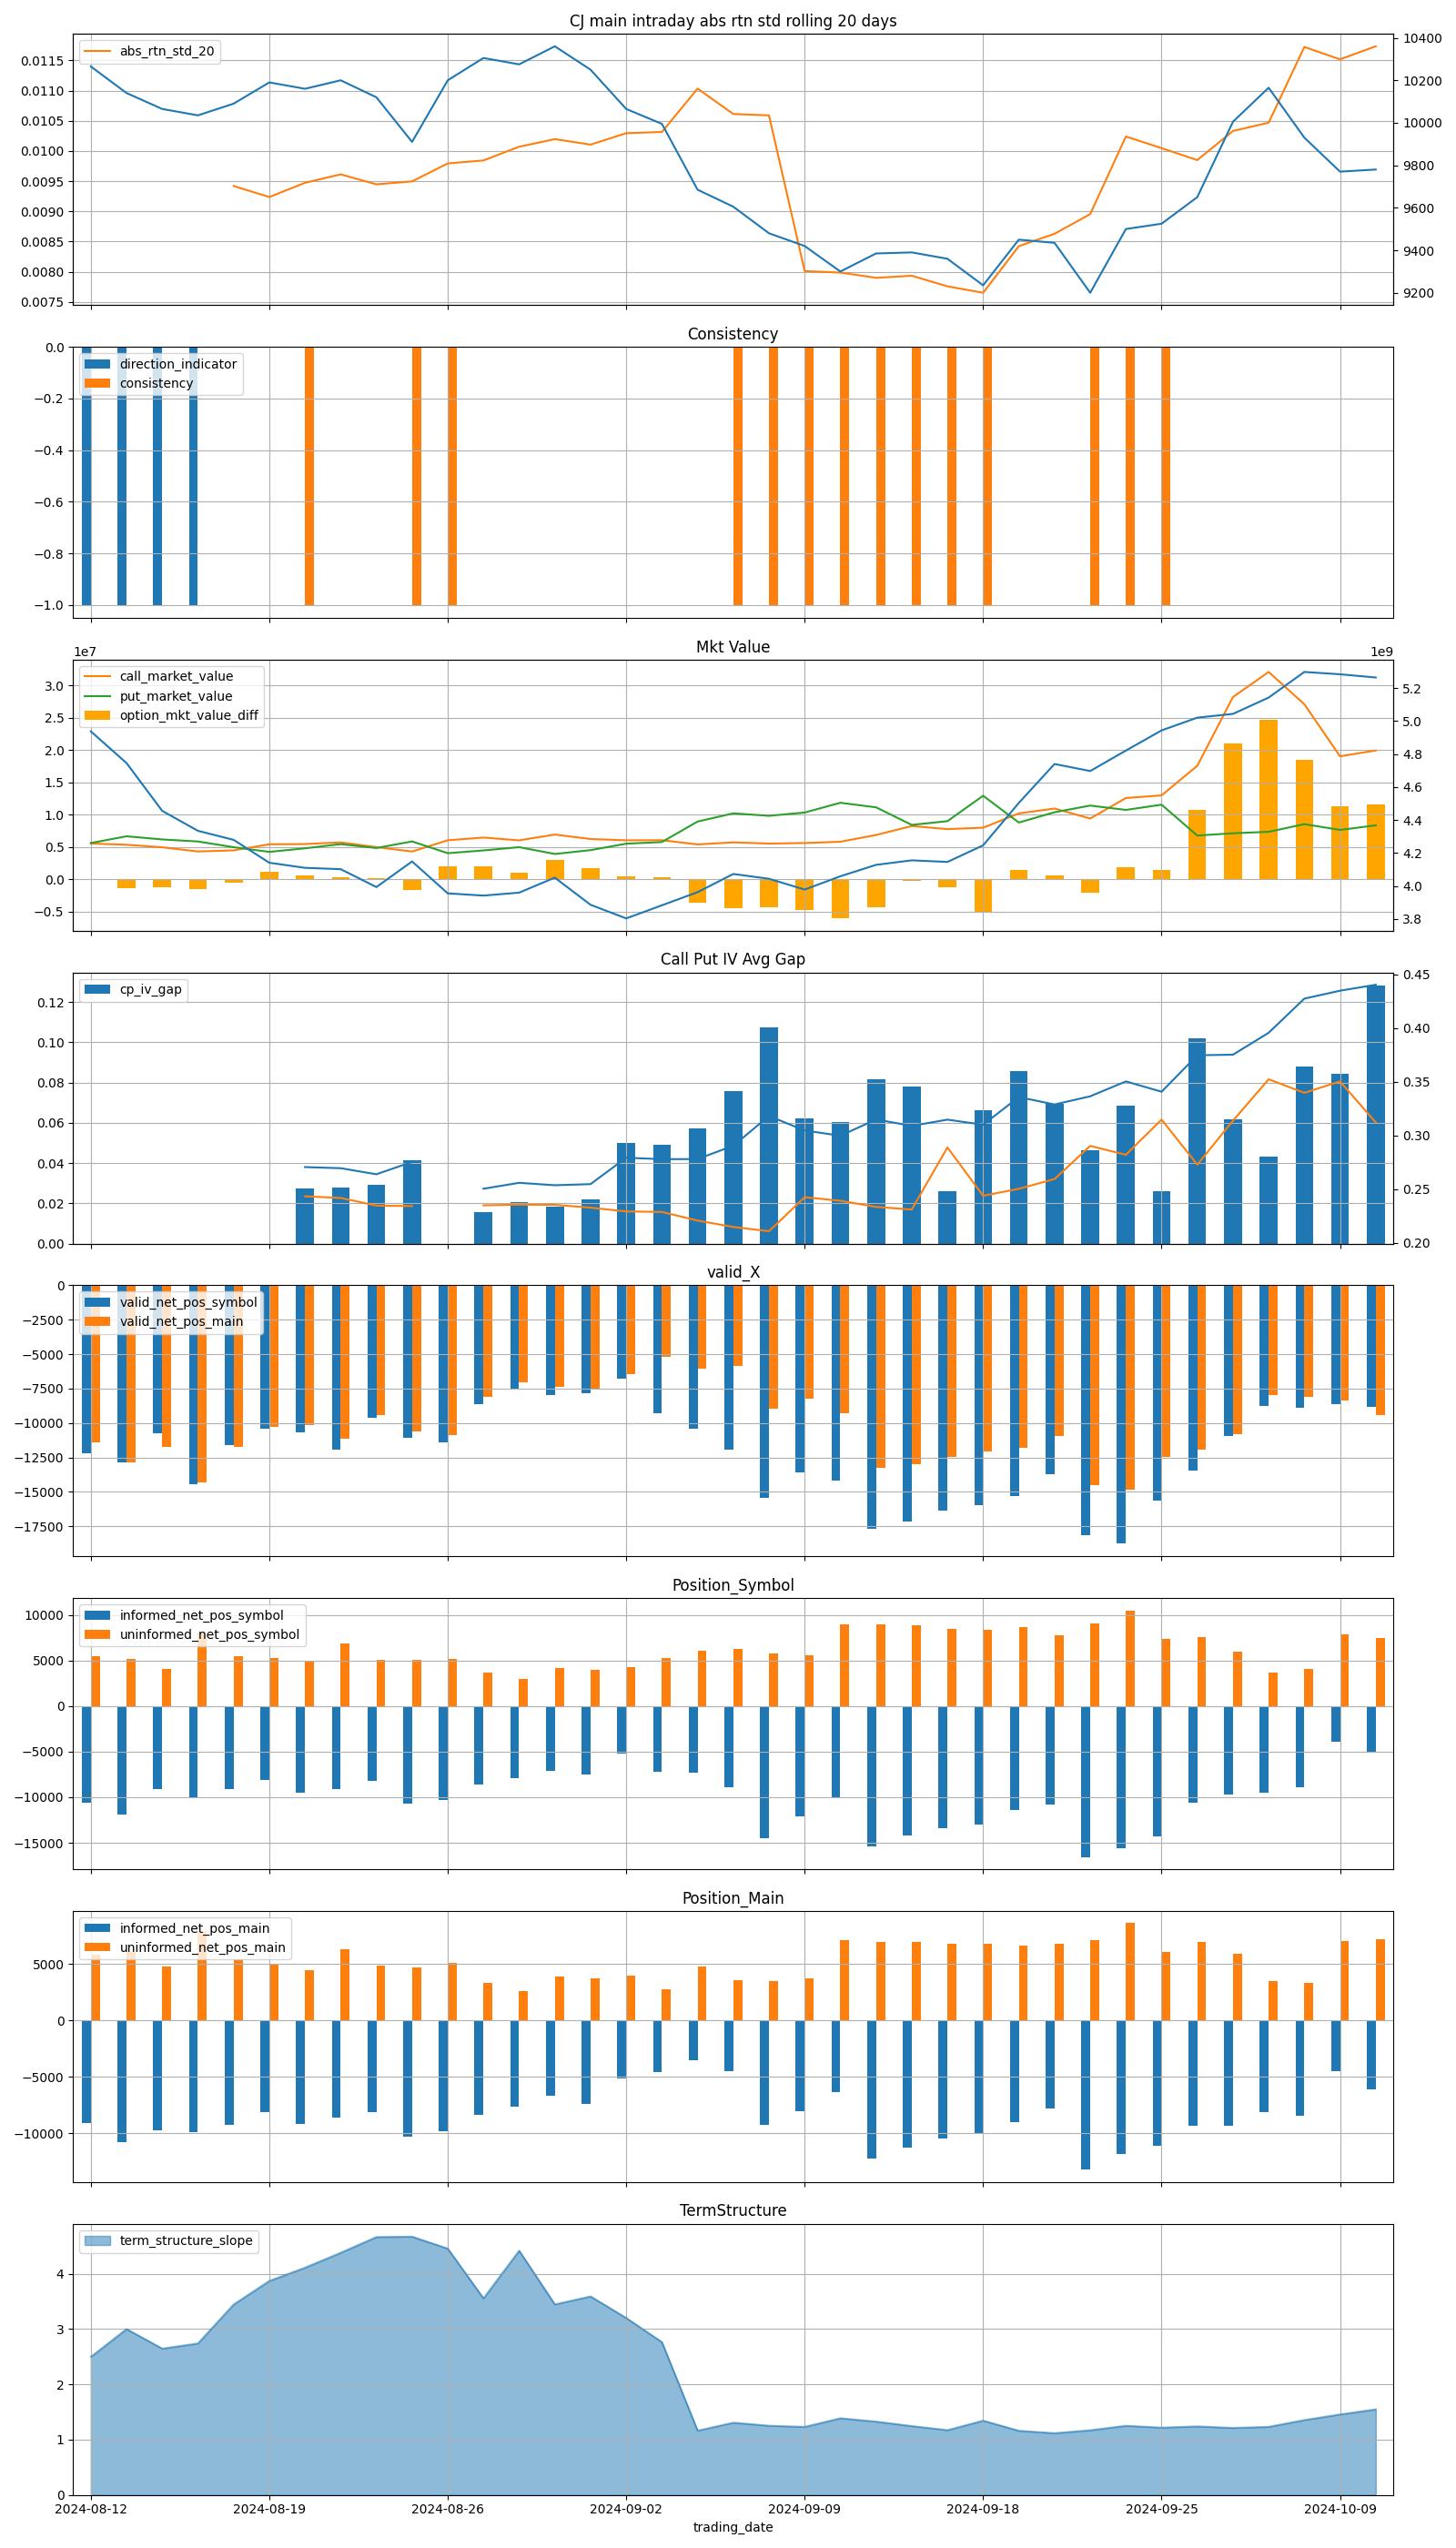 CJ main intraday abs rtn std rolling 20 days
abs_rtn_std_20
0.0115
0.0110
0.0105
0.0100
0.0095
0.0090
0.0085
0.0080
0.0075
10400
10200
10000
9800
9600
9400
9200
Consistency
direction_indicator
consistency
0.0
−0.2
−0.4
−0.6
−0.8
−1.0
Mkt Value
1e7
1e9
call_market_value
put_market_value
option_mkt_value_diff
3.0
2.5
2.0
1.5
1.0
0.5
0.0
−0.5
5.2
5.0
4.8
4.6
4.4
4.2
4.0
3.8
Call Put IV Avg Gap
cp_iv_gap
0.12
0.10
0.08
0.06
0.04
0.02
0.00
0.45
0.40
0.35
0.30
0.25
0.20
valid_X
valid_net_pos_symbol
valid_net_pos_main
0
−2500
−5000
−7500
−10000
−12500
−15000
−17500
Position_Symbol
informed_net_pos_symbol
uninformed_net_pos_symbol
10000
5000
0
−5000
−10000
−15000
Position_Main
informed_net_pos_main
uninformed_net_pos_main
5000
0
−5000
−10000
TermStructure
term_structure_slope
4
3
2
1
0
2024-08-12 2024-08-19 2024-08-26 2024-09-02 2024-09-09 2024-09-18 2024-09-25 2024-10-09
trading_date